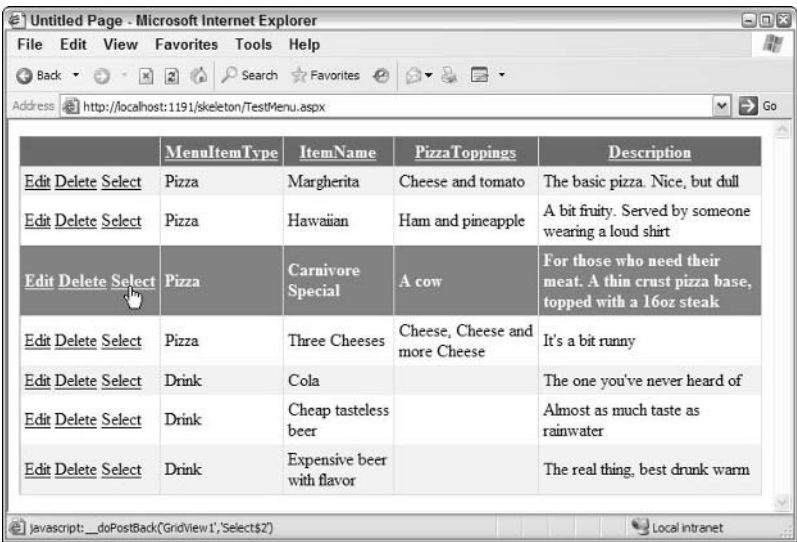 Untitled Page - Microsoft Internet Explorer
File Edit View Favorites Tools Help
Back Search Favorites
Address http://localhost:1191/skeleton/TestMenu.aspx Go
MenuItemType ItemName PizzaToppings Description
Edit Delete Select Pizza Margherita Cheese and tomato The basic pizza. Nice, but dull
Edit Delete Select Pizza Hawaiian Ham and pineapple A bit fruity. Served by someone
wearing a loud shirt
Edit Delete Select Pizza Carnivore
Special A cow For those who need their
meat. A thin crust pizza base,
topped with a 16oz steak
Edit Delete Select Pizza Three Cheeses Cheese, Cheese and
more Cheese It's a bit runny
Edit Delete Select Drink Cola The one you've never heard of
Edit Delete Select Drink Cheap tasteless
beer Almost as much taste as
rainwater
Edit Delete Select Drink Expensive beer
with flavor The real thing, best drunk warm
javascript:__doPostBack('GridView1','Select$2') Local intranet